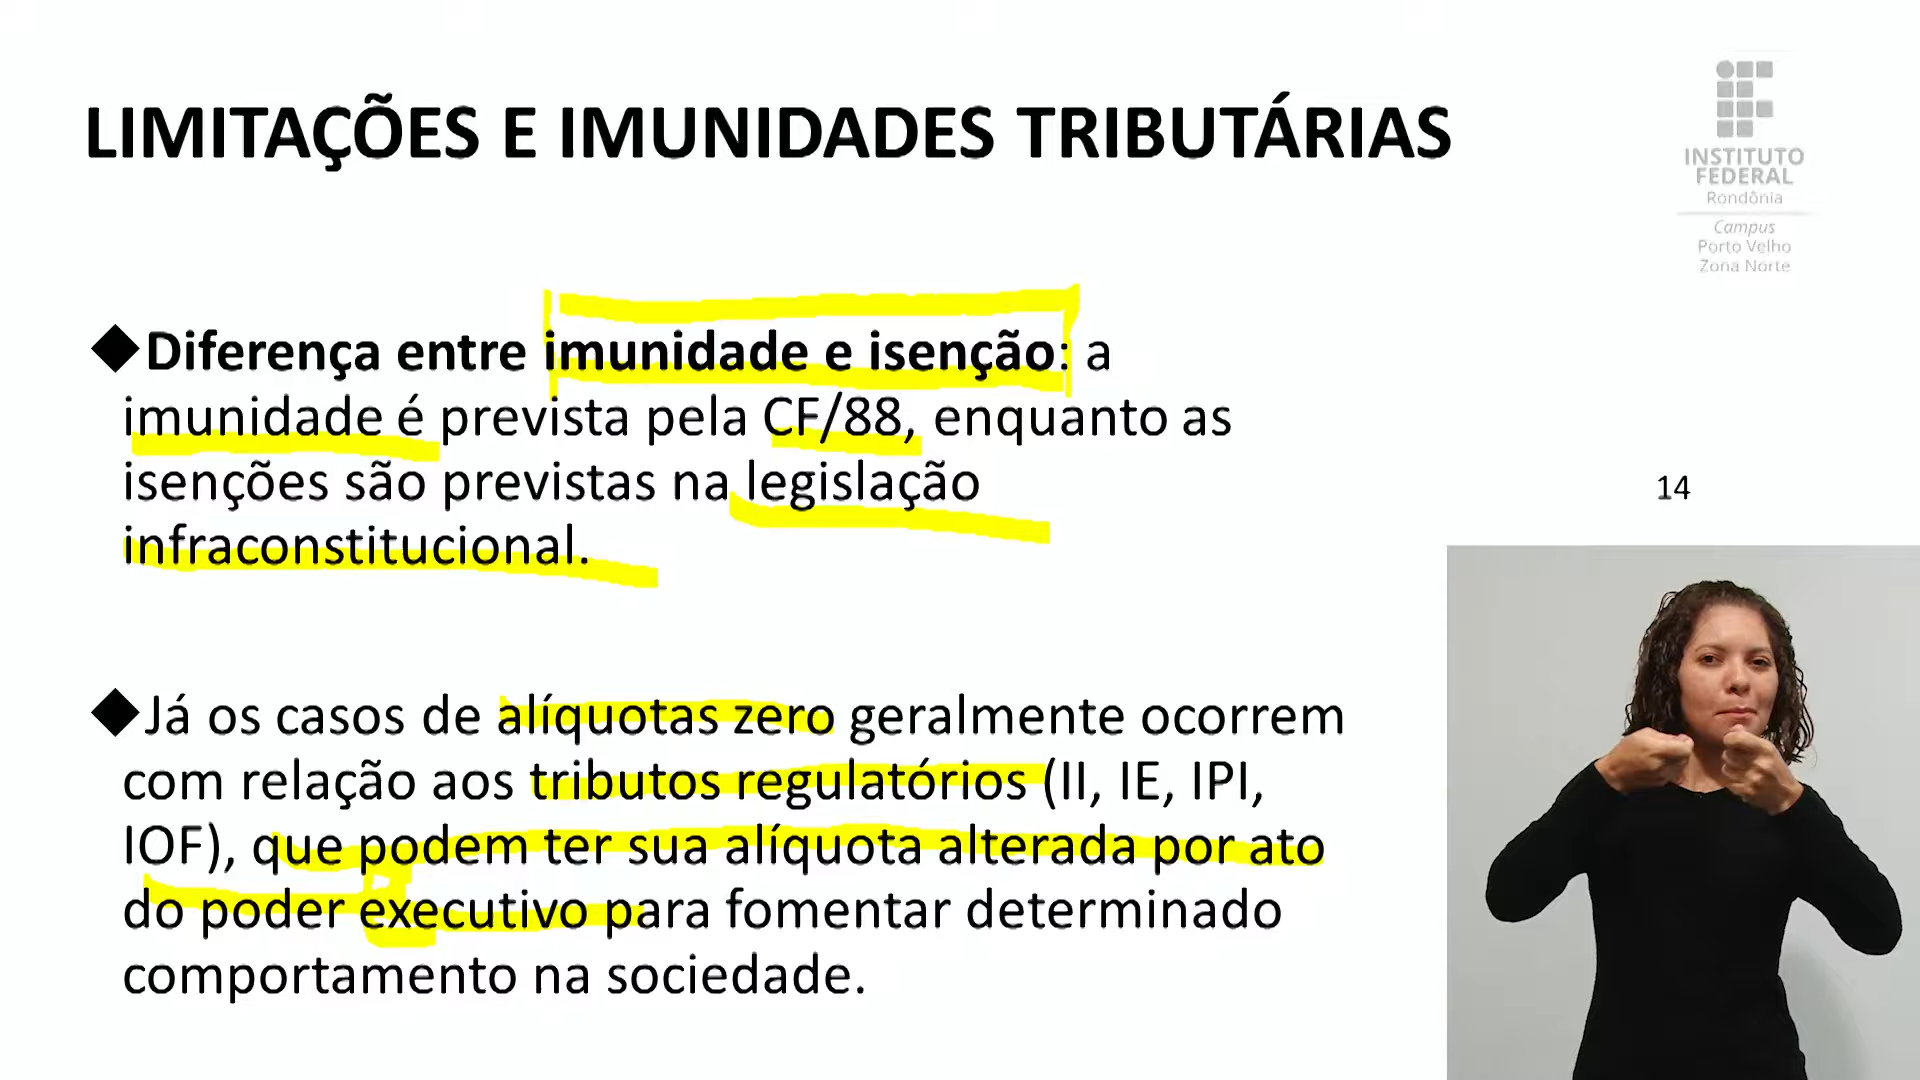 LIMITAÇÕES E IMUNIDADES TRIBUTÁRIAS
INSTITUTO
FEDERAL
Rondônia
Campus
Porto Velho
Zona Norte
Diferença entre imunidade e isenção: a
imunidade é prevista pela CF/88, enquanto as
isenções são previstas na legislação
infraconstitucional.
14
Já os casos de alíquotas zero geralmente ocorrem
com relação aos tributos regulatórios (II, IE, IPI,
IOF), que podem ter sua alíquota alterada por ato
do poder executivo para fomentar determinado
comportamento na sociedade.